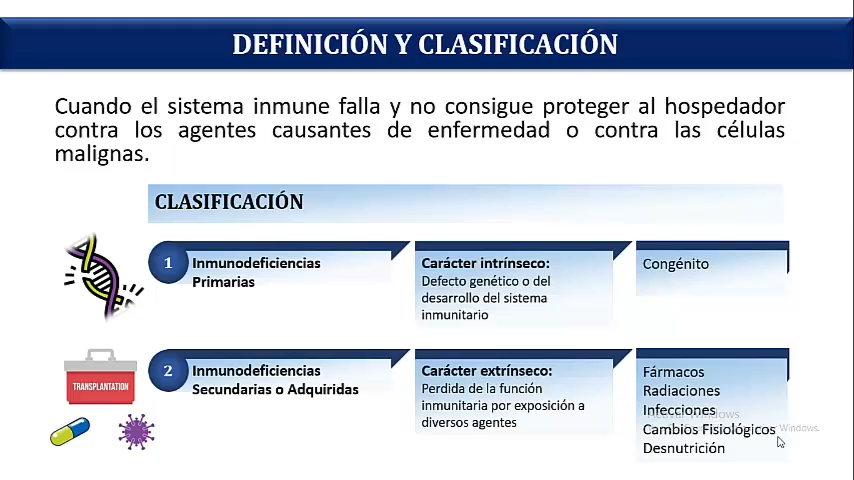 DEFINICIÓN Y CLASIFICACIÓN
Cuando el sistema inmune falla y no consigue proteger al hospedador
contra los agentes causantes de enfermedad o contra las células
malignas.
CLASIFICACIÓN
1
Inmunodeficiencias
Primarias
Carácter intrínseco:
Defecto genético o del
desarrollo del sistema
inmunitario
Congénito
TRANSPLANTATION
2
Inmunodeficiencias
Secundarias o Adquiridas
Carácter extrínseco:
Perdida de la función
inmunitaria por exposición a
diversos agentes
Fármacos
Radiaciones
Infecciones
Cambios Fisiológicos
Desnutrición
Windows
Windows.